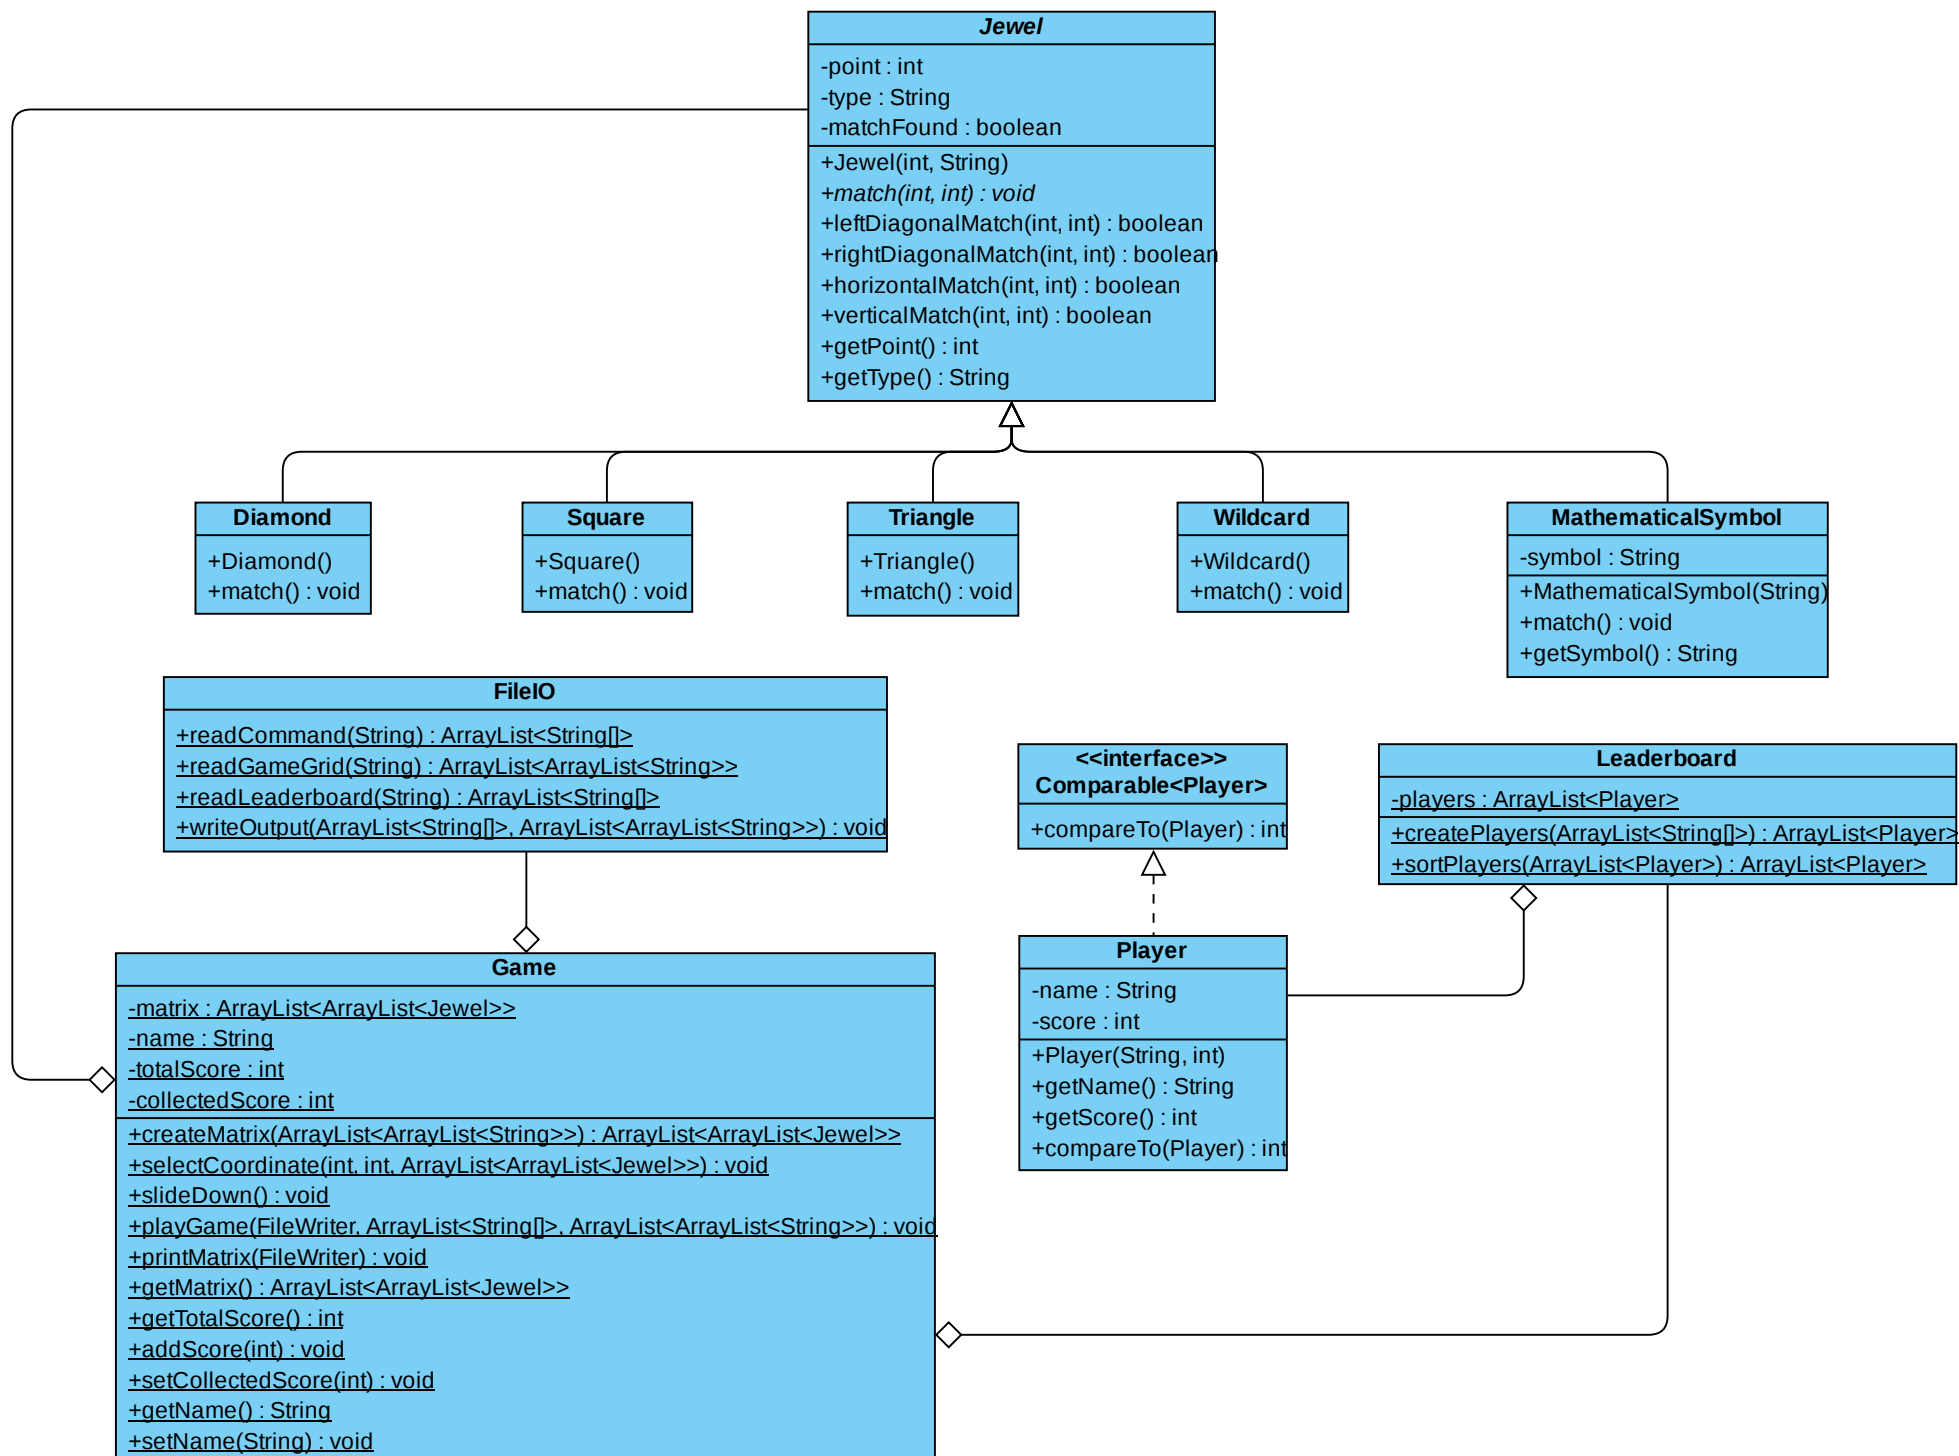 Jewel
-point : int
-type : String
-matchFound : boolean
+Jewel(int, String)
+match(int, int) : void
+leftDiagonalMatch(int, int) : boolean
+rightDiagonalMatch(int, int) : boolean
+horizontalMatch(int, int) : boolean
+verticalMatch(int, int) : boolean
+getPoint() : int
+getType() : String
Diamond
+Diamond()
+match() : void
Square
+Square()
+match() : void
Triangle
+Triangle()
+match() : void
Wildcard
+Wildcard()
+match() : void
MathematicalSymbol
-symbol : String
+MathematicalSymbol(String)
+match() : void
+getSymbol() : String
FileIO
+readCommand(String) : ArrayList<String[]>
+readGameGrid(String) : ArrayList<ArrayList<String>>
+readLeaderboard(String) : ArrayList<String[]>
+writeOutput(ArrayList<String[]>, ArrayList<ArrayList<String>>) : void
<<interface>>
Comparable<Player>
+compareTo(Player) : int
Leaderboard
-players : ArrayList<Player>
+createPlayers(ArrayList<String[]>) : ArrayList<Player>
+sortPlayers(ArrayList<Player>) : ArrayList<Player>
Player
-name : String
-score : int
+Player(String, int)
+getName() : String
+getScore() : int
+compareTo(Player) : int
Game
-matrix : ArrayList<ArrayList<Jewel>>
-name : String
-totalScore : int
-collectedScore : int
+createMatrix(ArrayList<ArrayList<String>>) : ArrayList<ArrayList<Jewel>>
+selectCoordinate(int, int, ArrayList<ArrayList<Jewel>>) : void
+slideDown() : void
+playGame(FileWriter, ArrayList<String[]>, ArrayList<ArrayList<String>>) : void
+printMatrix(FileWriter) : void
+getMatrix() : ArrayList<ArrayList<Jewel>>
+getTotalScore() : int
+addScore(int) : void
+setCollectedScore(int) : void
+getName() : String
+setName(String) : void